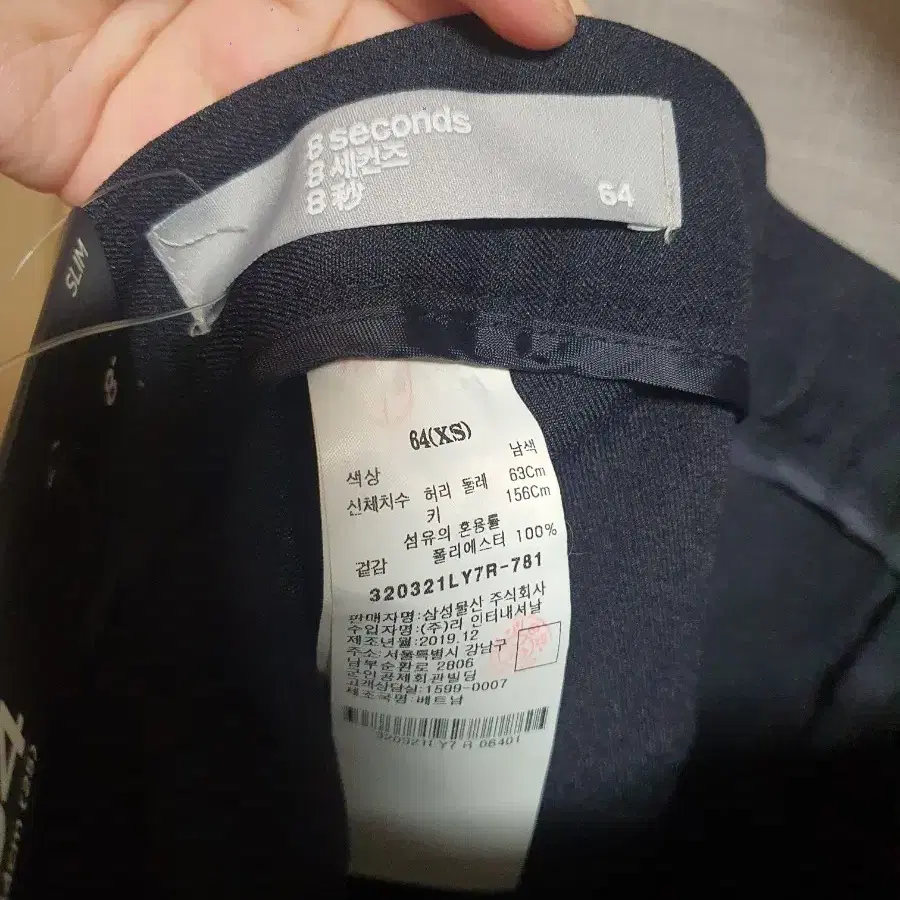 8 seconds
8 세컨즈
8 秒
64
SLIM
64(XS)
색상 남색
신체치수 허리 둘레 63Cm
키 156Cm
섬유의 혼용률
겉감 폴리에스터 100%
320321LY7R-781
판매자명:삼성물산 주식회사
수입자명:(주)리 인터내셔날
제조년월:2019.12
주소:서울특별시 강남구
남부순환로 2806
군인공제회관빌딩
고객상담실:1599-0007
제조국명:베트남